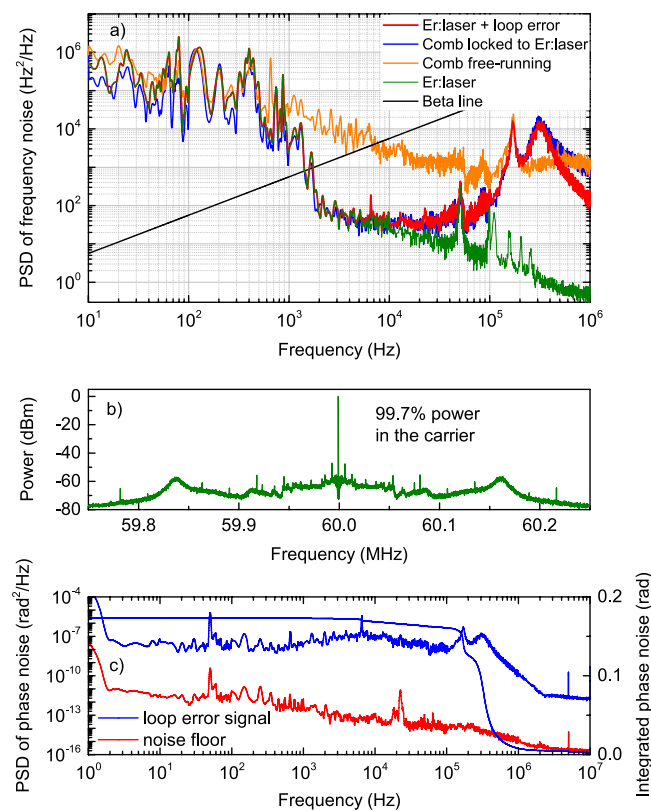 a)
Er:laser + loop error
Comb locked to Er:laser
Comb free-running
Er:laser
Beta line
PSD of frequency noise (Hz²/Hz)
10⁶
10⁴
10²
10⁰
10¹ 10² 10³ 10⁴ 10⁵ 10⁶
Frequency (Hz)
b)
99.7% power
in the carrier
Power (dBm)
0
-20
-40
-60
-80
59.8 59.9 60.0 60.1 60.2
Frequency (MHz)
c)
PSD of phase noise (rad²/Hz)
10⁻⁴
10⁻⁷
10⁻¹⁰
10⁻¹³
10⁻¹⁶
loop error signal
noise floor
0.2
0.1
0.0
Integrated phase noise (rad)
10⁰ 10¹ 10² 10³ 10⁴ 10⁵ 10⁶ 10⁷
Frequency (Hz)